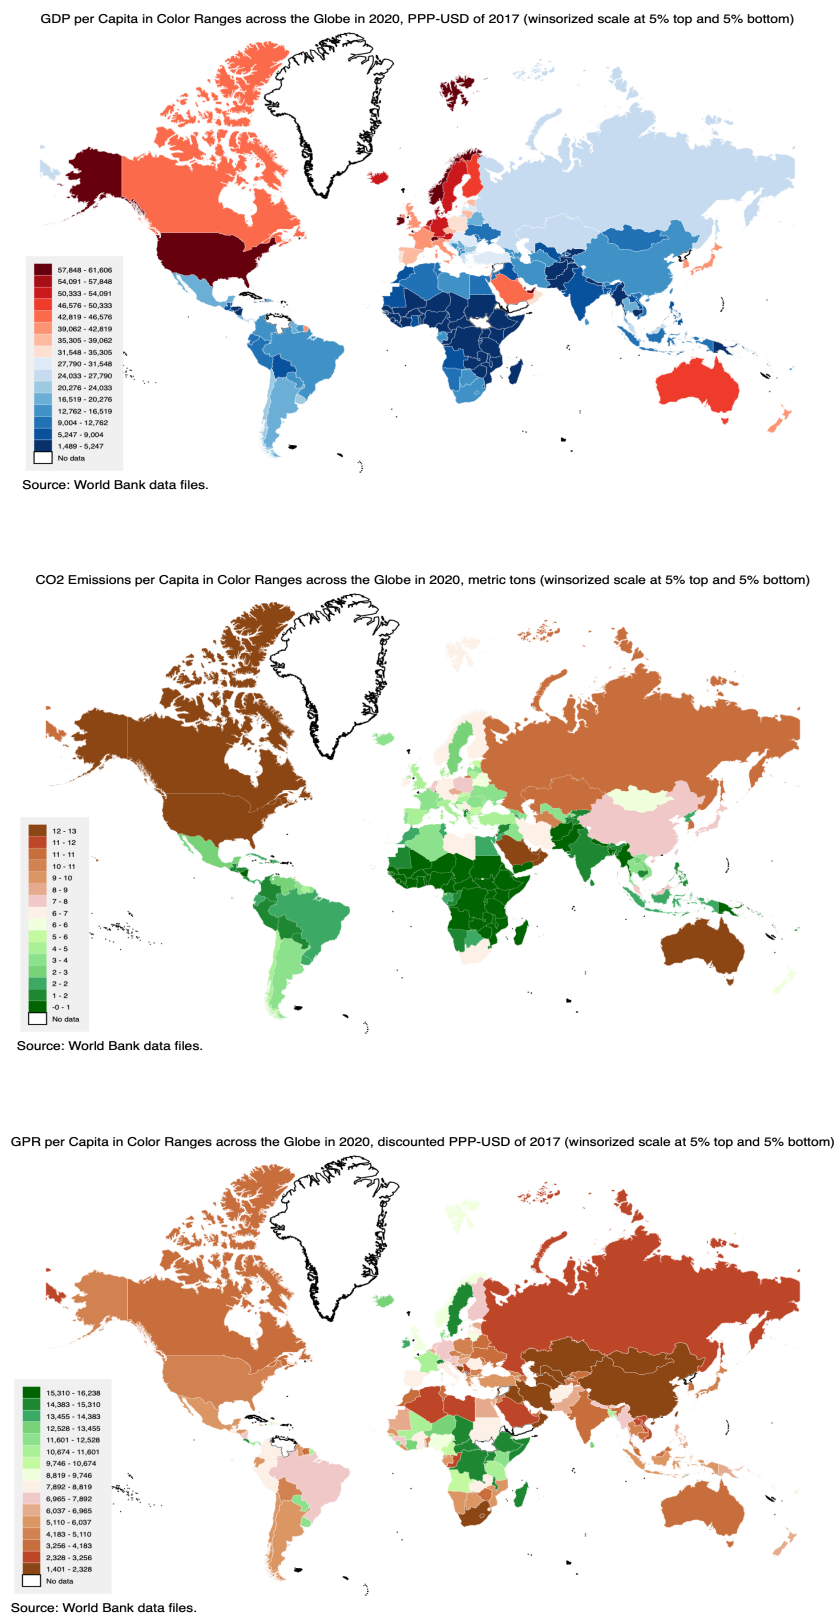 GDP per Capita in Color Ranges across the Globe in 2020, PPP-USD of 2017 (winsorized scale at 5% top and 5% bottom)
57,848 - 61,606
54,091 - 57,848
50,333 - 54,091
46,576 - 50,333
42,819 - 46,576
39,062 - 42,819
35,305 - 39,062
31,548 - 35,305
27,790 - 31,548
24,033 - 27,790
20,276 - 24,033
16,519 - 20,276
12,762 - 16,519
9,004 - 12,762
5,247 - 9,004
1,489 - 5,247
No data
Source: World Bank data files.
CO2 Emissions per Capita in Color Ranges across the Globe in 2020, metric tons (winsorized scale at 5% top and 5% bottom)
12 - 13
11 - 12
11 - 11
10 - 11
9 - 10
8 - 9
7 - 8
6 - 7
6 - 6
5 - 6
4 - 5
3 - 4
2 - 3
2 - 2
1 - 2
-0 - 1
No data
Source: World Bank data files.
GPR per Capita in Color Ranges across the Globe in 2020, discounted PPP-USD of 2017 (winsorized scale at 5% top and 5% bottom)
15,310 - 16,238
14,383 - 15,310
13,455 - 14,383
12,528 - 13,455
11,601 - 12,528
10,674 - 11,601
9,746 - 10,674
8,819 - 9,746
7,892 - 8,819
6,965 - 7,892
6,037 - 6,965
5,110 - 6,037
4,183 - 5,110
3,256 - 4,183
2,328 - 3,256
1,401 - 2,328
No data
Source: World Bank data files.